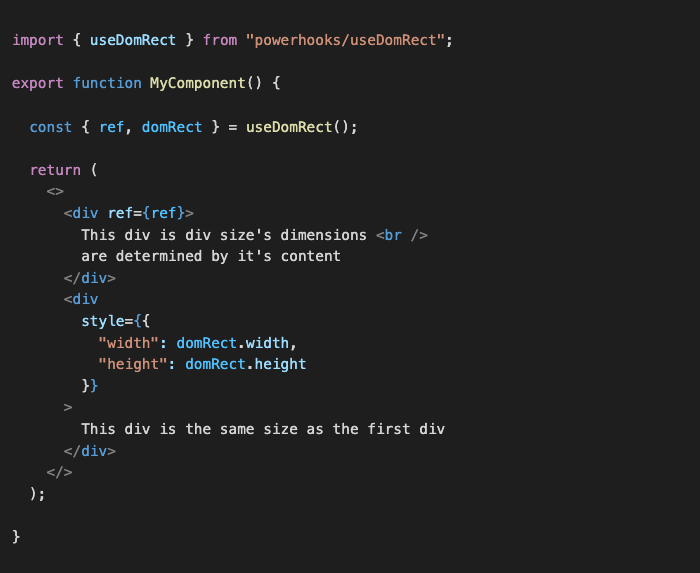 import { useDomRect } from "powerhooks/useDomRect";
export function MyComponent() {
const { ref, domRect } = useDomRect();
return (
<>
<div ref={ref}>
This div is div size's dimensions <br />
are determined by it's content
</div>
<div
style={{
"width": domRect.width,
"height": domRect.height
}}
>
This div is the same size as the first div
</div>
</>
);
}